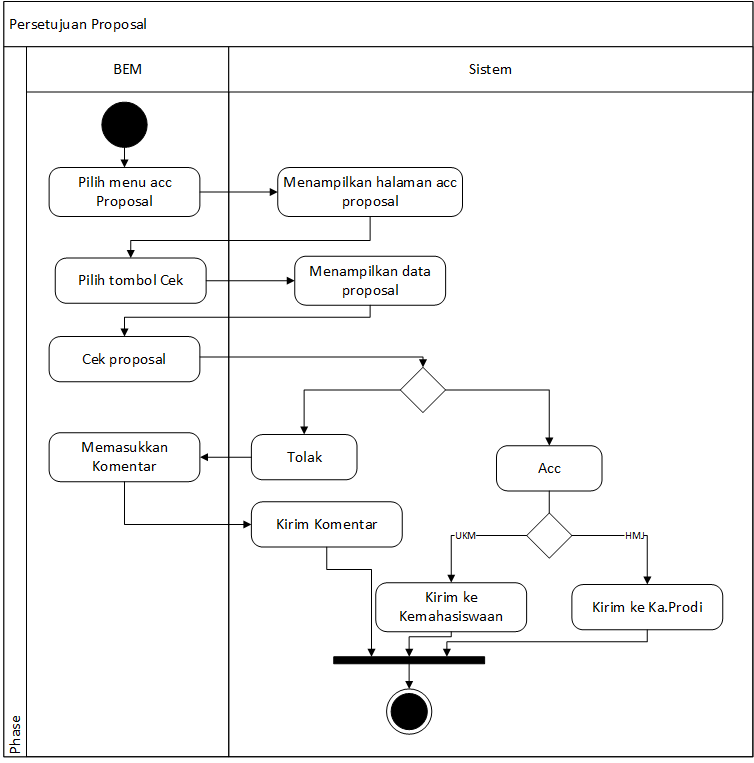 Persetujuan Proposal
BEM
Sistem
Pilih menu acc
Proposal
Menampilkan halaman acc
proposal
Pilih tombol Cek
Menampilkan data
proposal
Cek proposal
Memasukkan
Komentar
Tolak
Acc
Kirim Komentar
UKM
HMJ
Kirim ke
Kemahasiswaan
Kirim ke Ka.Prodi
Phase